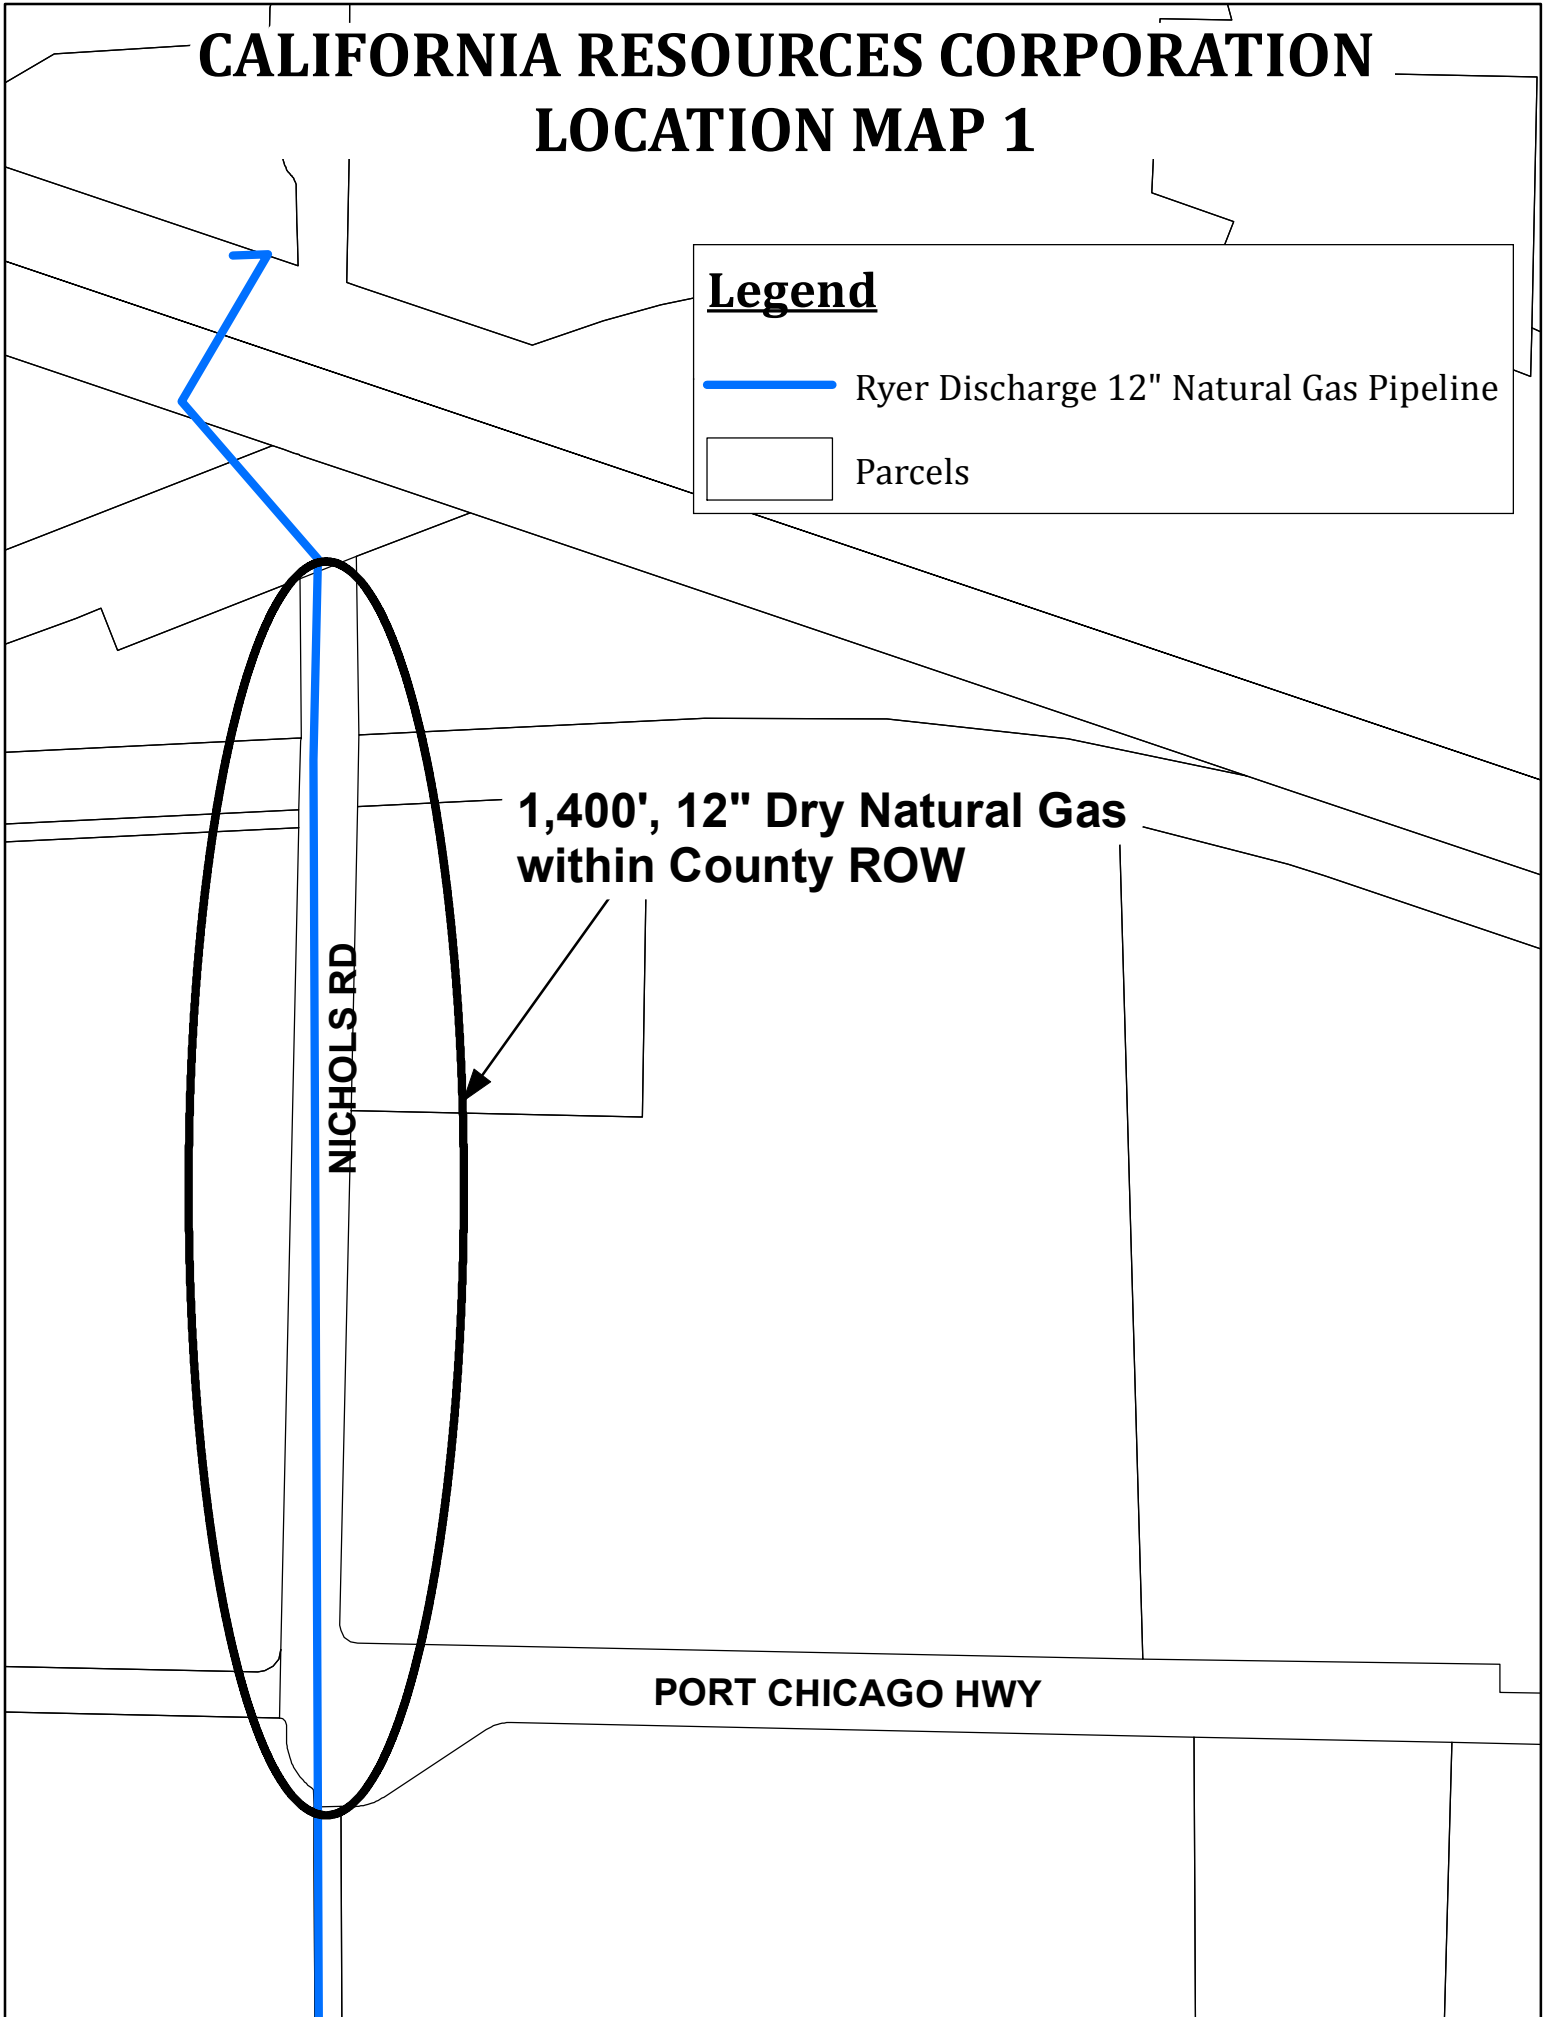 CALIFORNIA RESOURCES CORPORATION
LOCATION MAP 1
Legend
Ryer Discharge 12" Natural Gas Pipeline
Parcels
1,400', 12" Dry Natural Gas
within County ROW
NICHOLS RD
PORT CHICAGO HWY